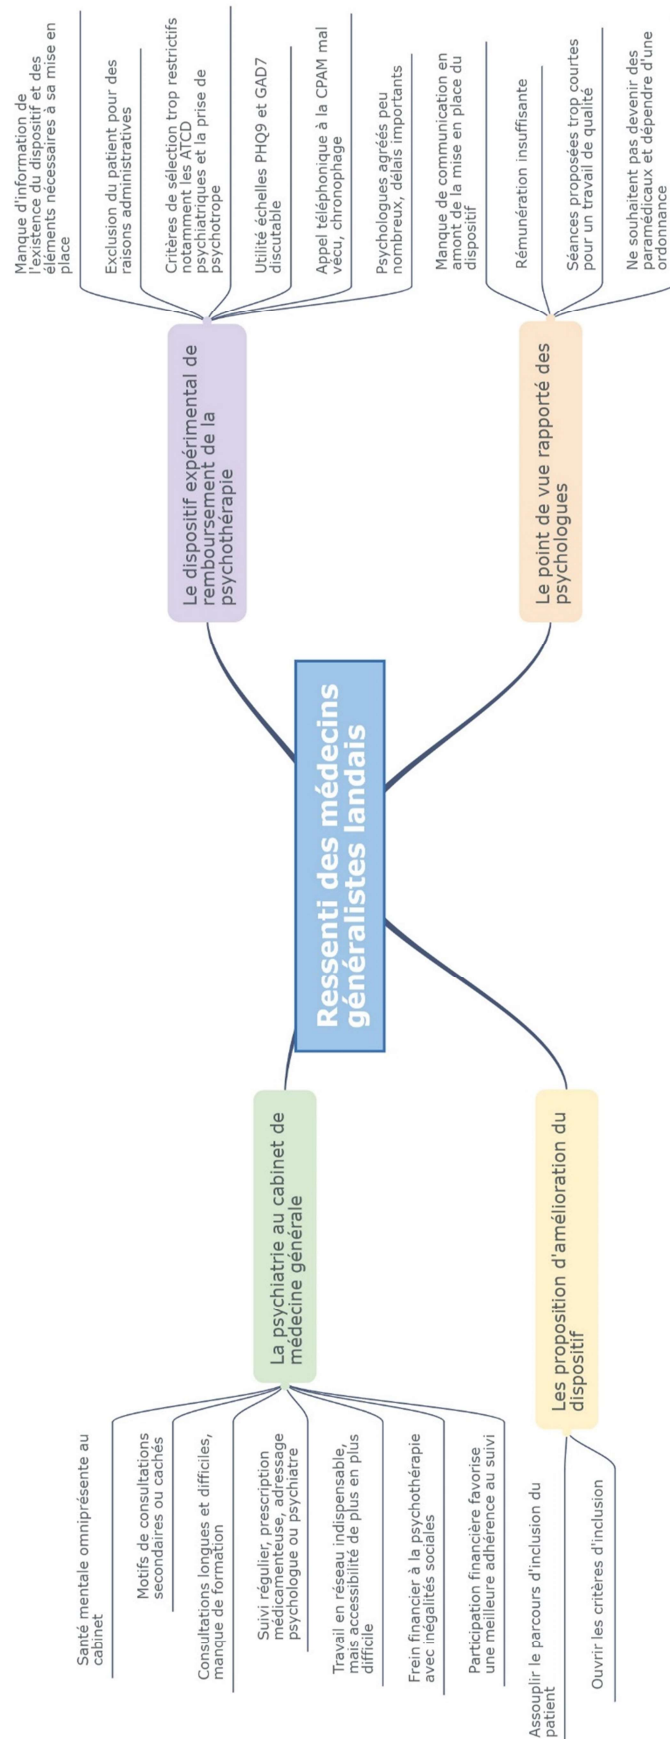 Ressenti des médecins
généralistes landais
La psychiatrie au cabinet de
médecine générale
Santé mentale omniprésente au
cabinet
Motifs de consultations
secondaires ou cachés
Consultations longues et difficiles,
manque de formation
Suivi régulier, prescription
médicamenteuse, adressage
psychologue ou psychiatre
Travail en réseau indispensable,
mais accessibilité de plus en plus
difficile
Frein financier à la psychothérapie
avec inégalités sociales
Participation financière favorise
une meilleure adhérence au suivi
Le dispositif expérimental de
remboursement de la
psychothérapie
Manque d'information de
l'existence du dispositif et des
éléments nécessaires à sa mise en
place
Exclusion du patient pour des
raisons administratives
Critères de sélection trop restrictifs
notamment les ATCD
psychiatriques et la prise de
psychotrope
Utilité échelles PHQ9 et GAD7
discutable
Appel téléphonique à la CPAM mal
vécu, chronophage
Psychologues agréés peu
nombreux, délais importants
Le point de vue rapporté des
psychologues
Manque de communication en
amont de la mise en place du
dispositif
Rémunération insuffisante
Séances proposées trop courtes
pour un travail de qualité
Ne souhaitent pas devenir des
paramédicaux et dépendre d'une
ordonnance
Les proposition d'amélioration du
dispositif
Assouplir le parcours d'inclusion du
patient
Ouvrir les critères d'inclusion